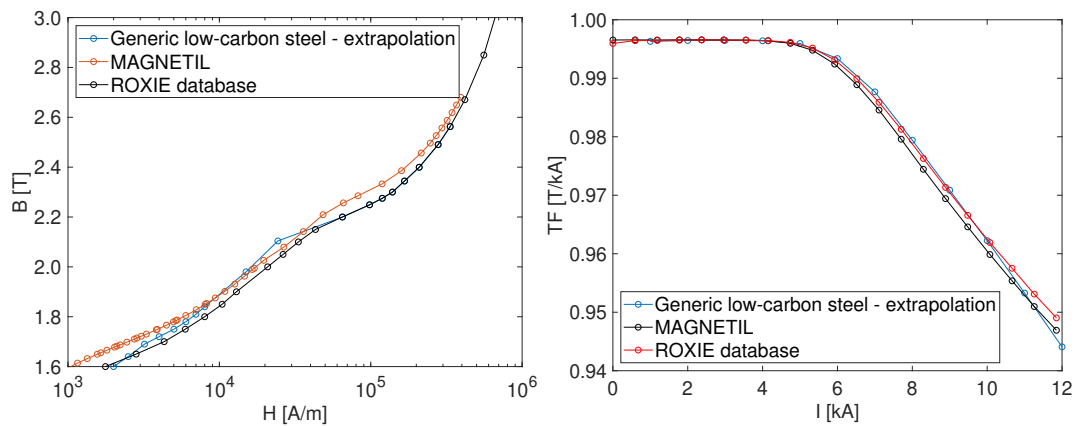 3.0
2.8
2.6
2.4
2.2
2.0
1.8
1.6
B [T]
Generic low-carbon steel - extrapolation
MAGNETIL
ROXIE database
10³
10⁴
10⁵
10⁶
H [A/m]
1.00
0.99
0.98
0.97
0.96
0.95
0.94
TF [T/kA]
Generic low-carbon steel - extrapolation
MAGNETIL
ROXIE database
0
2
4
6
8
10
12
I [kA]